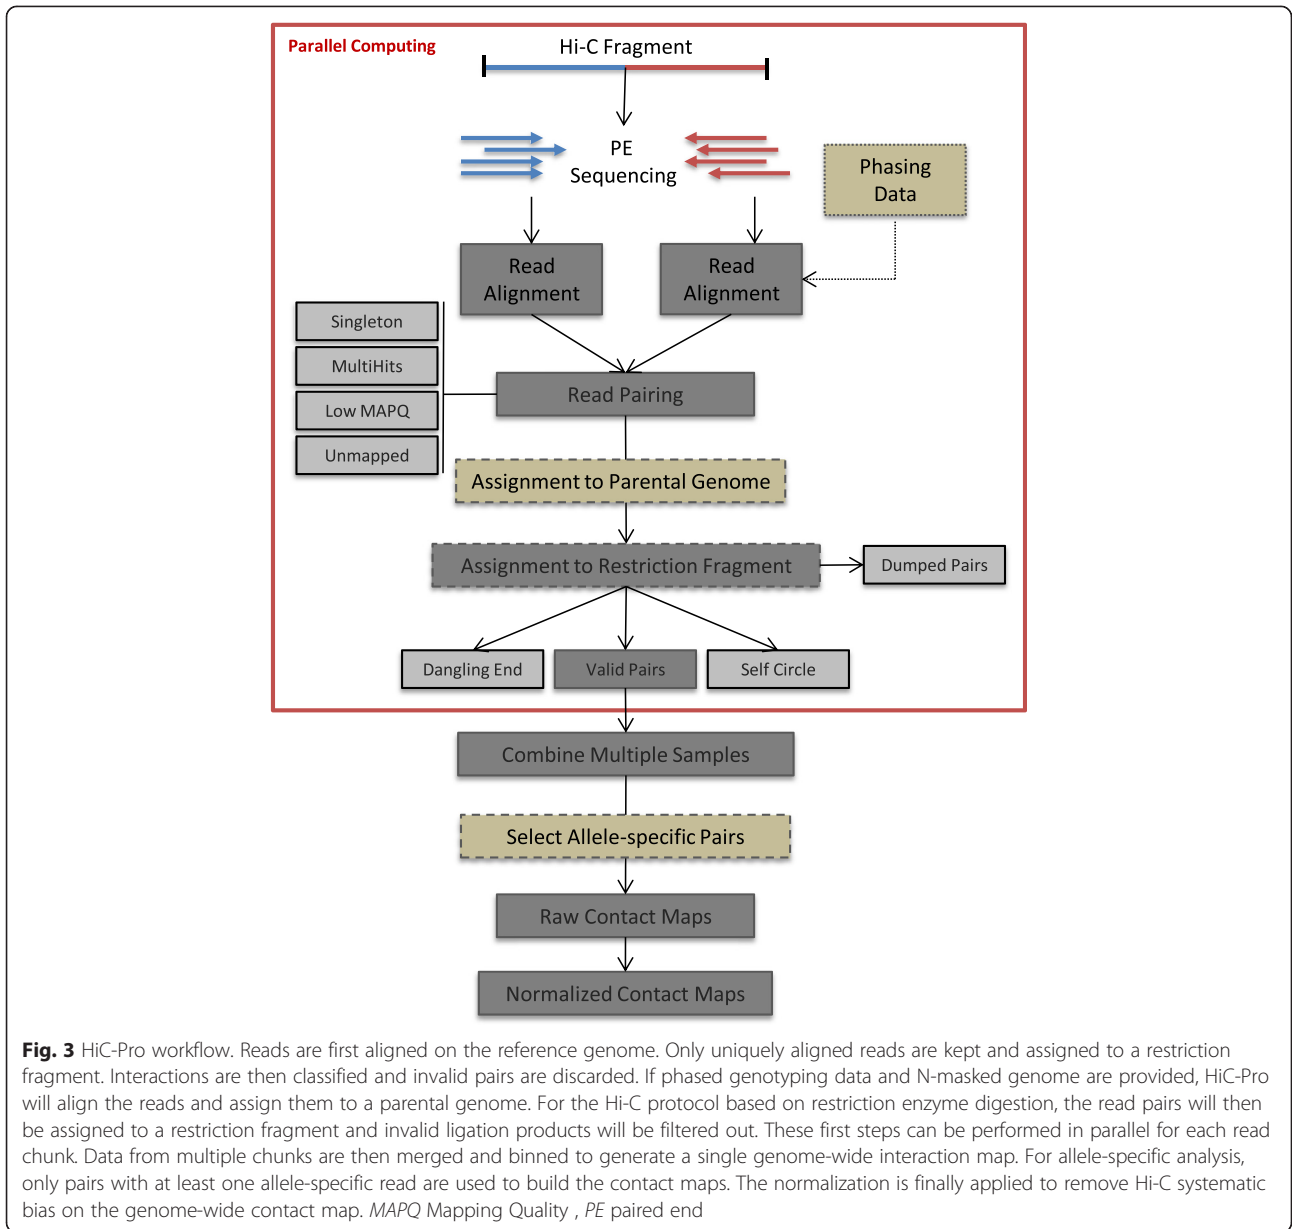 Parallel Computing
Hi-C Fragment
PE
Sequencing
Phasing
Data
Read
Alignment
Read
Alignment
Singleton
MultiHits
Low MAPQ
Unmapped
Read Pairing
Assignment to Parental Genome
Assignment to Restriction Fragment
Dumped Pairs
Dangling End
Valid Pairs
Self Circle
Combine Multiple Samples
Select Allele-specific Pairs
Raw Contact Maps
Normalized Contact Maps
Fig. 3 HiC-Pro workflow. Reads are first aligned on the reference genome. Only uniquely aligned reads are kept and assigned to a restriction
fragment. Interactions are then classified and invalid pairs are discarded. If phased genotyping data and N-masked genome are provided, HiC-Pro
will align the reads and assign them to a parental genome. For the Hi-C protocol based on restriction enzyme digestion, the read pairs will then
be assigned to a restriction fragment and invalid ligation products will be filtered out. These first steps can be performed in parallel for each read
chunk. Data from multiple chunks are then merged and binned to generate a single genome-wide interaction map. For allele-specific analysis,
only pairs with at least one allele-specific read are used to build the contact maps. The normalization is finally applied to remove Hi-C systematic
bias on the genome-wide contact map. MAPQ Mapping Quality , PE paired end